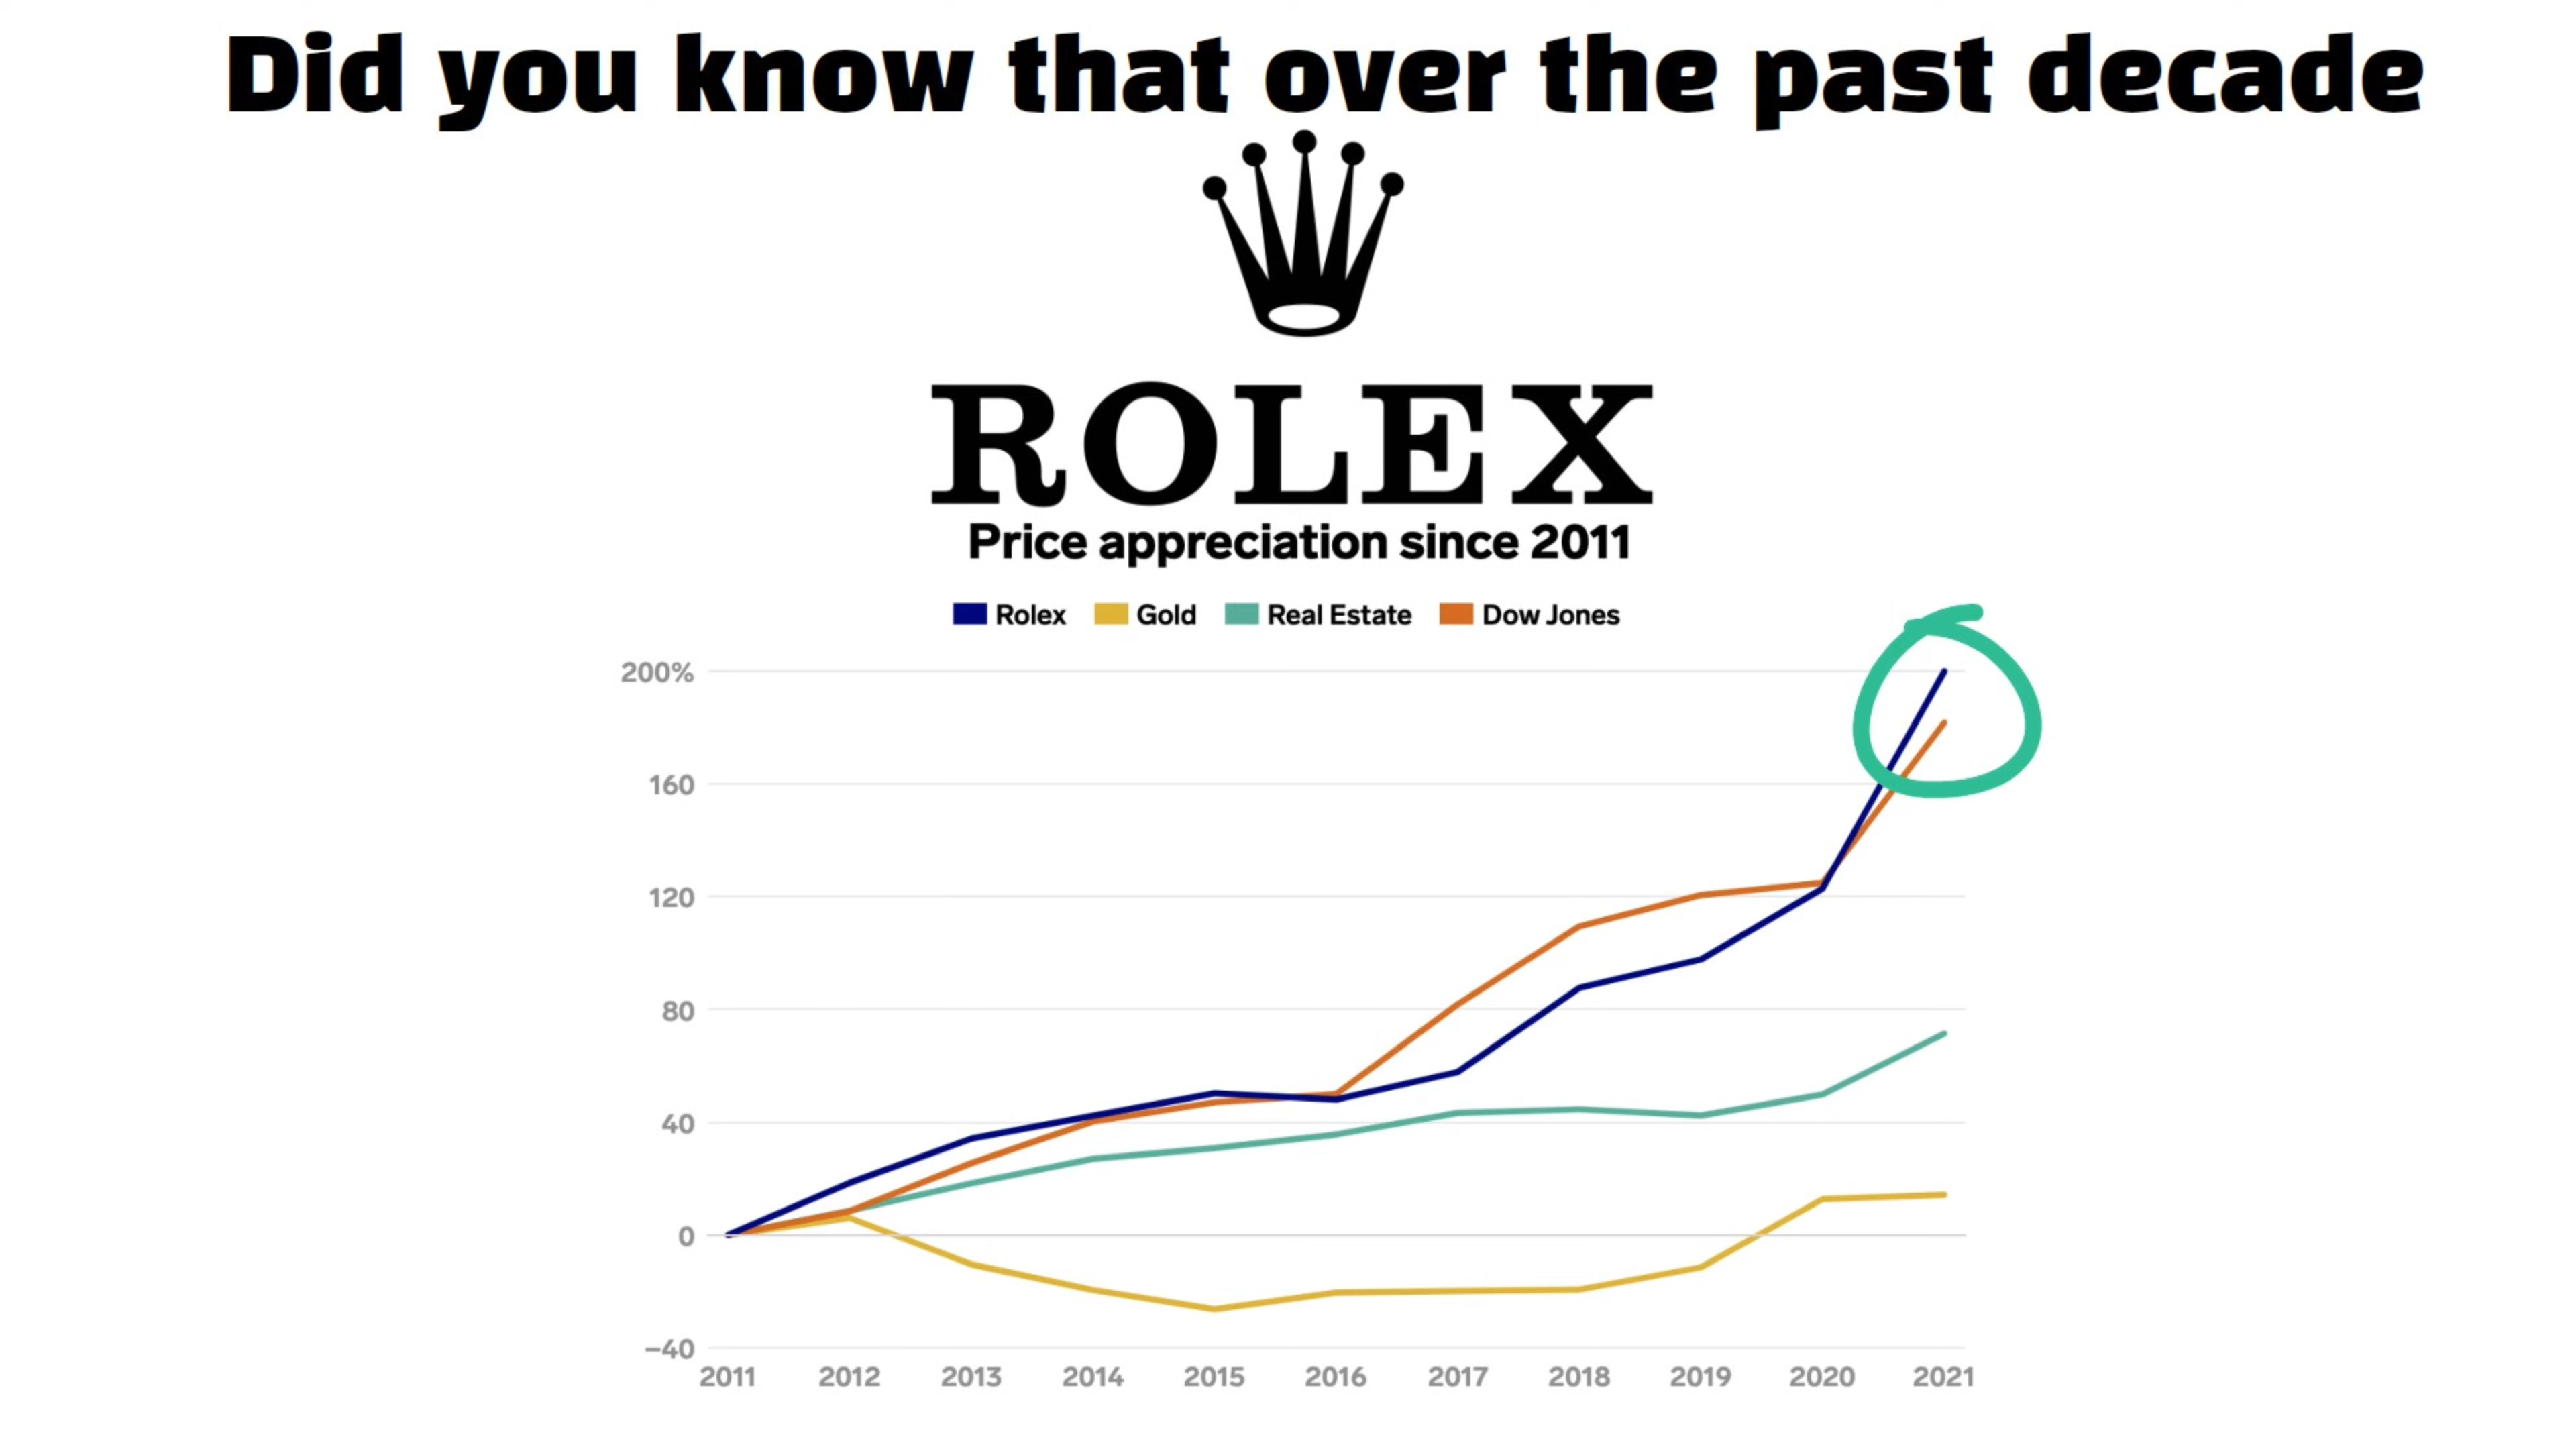 Did you know that over the past decade
ROLEX
Price appreciation since 2011
Rolex Gold Real Estate Dow Jones
200%
160
120
80
40
0
−40
2011 2012 2013 2014 2015 2016 2017 2018 2019 2020 2021